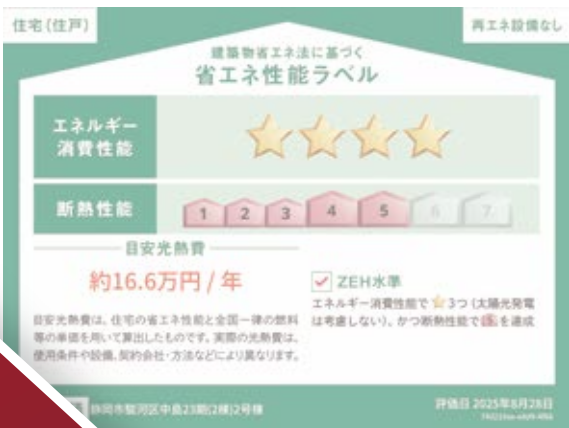 住宅(住戸)
再エネ設備なし
建築物省エネ法に基づく
省エネ性能ラベル
エネルギー
消費性能
断熱性能
1 2 3 4 5 6 7
目安光熱費
約16.6万円 / 年
目安光熱費は、住宅の省エネ性能と全国一律の燃料
等の単価を用いて算出したものです。実際の光熱費は、
使用条件や設備、契約会社・方法などにより異なります。
ZEH水準
エネルギー消費性能で 3つ (太陽光発電
は考慮しない)、かつ断熱性能で 5 を達成
静岡市駿河区中島23期(2棟)2号棟
評価日 2025年8月28日